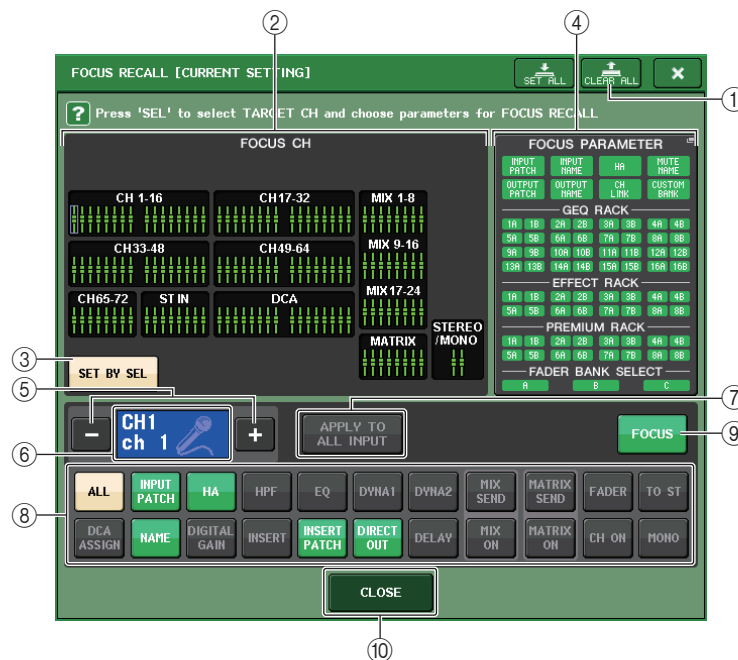 ② ④
FOCUS RECALL [CURRENT SETTING]
SET ALL
CLEAR ALL
①
? Press 'SEL' to select TARGET CH and choose parameters for FOCUS RECALL
FOCUS CH
CH 1-16
CH17-32
MIX 1-8
CH33-48
CH49-64
MIX 9-16
CH65-72
ST IN
DCA
MIX17-24
MATRIX
STEREO
/MONO
FOCUS PARAMETER
INPUT PATCH
INPUT NAME
HA
MUTE NAME
OUTPUT PATCH
OUTPUT NAME
CH LINK
CUSTOM BANK
GEQ RACK
1A 1B 2A 2B 3A 3B 4A 4B
5A 5B 6A 6B 7A 7B 8A 8B
9A 9B 10A 10B 11A 11B 12A 12B
13A 13B 14A 14B 15A 15B 16A 16B
EFFECT RACK
1A 1B 2A 2B 3A 3B 4A 4B
5A 5B 6A 6B 7A 7B 8A 8B
PREMIUM RACK
1A 1B 2A 2B 3A 3B 4A 4B
5A 5B 6A 6B 7A 7B 8A 8B
FADER BANK SELECT
A B C
③
SET BY SEL
⑤
⑥
−
CH1
ch 1
+
APPLY TO
ALL INPUT
⑦
FOCUS
⑨
⑧
ALL
INPUT PATCH
HA
HPF
EQ
DYNA1
DYNA2
MIX SEND
MATRIX SEND
FADER
TO ST
DCA ASSIGN
NAME
DIGITAL GAIN
INSERT
INSERT PATCH
DIRECT OUT
DELAY
MIX ON
MATRIX ON
CH ON
MONO
CLOSE
⑩